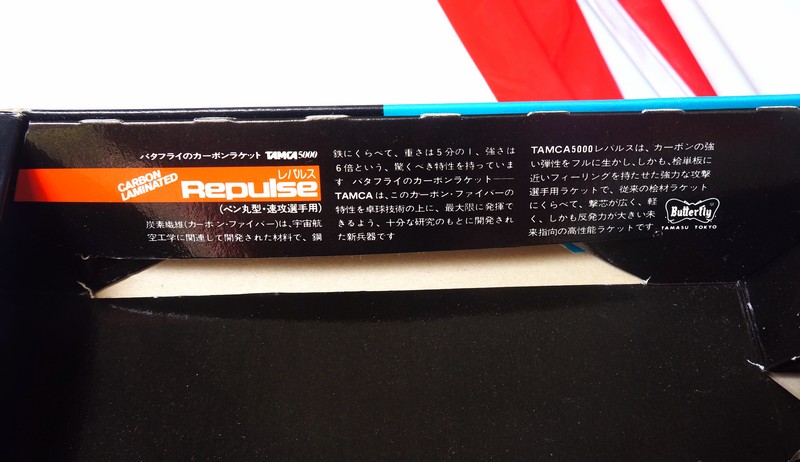 バタフライのカーボンラケット TAMCA5000
CARBON
LAMINATED
レパルス
Repulse
(ペン丸型・速攻選手用)
炭素繊維(カーボン・ファイバー)は、宇宙航
空工学に関連して開発された材料で、鋼
鉄にくらべて、重さは5分の1、強さは
6倍という、驚くべき特性を持っていま
す バタフライのカーボンラケット――
TAMCAは、このカーボン・ファイバーの
特性を卓球技術の上に、最大限に発揮で
きるよう、十分な研究のもとに開発され
た新兵器です
TAMCA5000レパルスは、カーボンの強
い弾性をフルに生かし、しかも、桧単板に
近いフィーリングを持たせた強力な攻撃
選手用ラケットで、従来の桧材ラケット
にくらべて、撃芯が広く、軽
く、しかも反発力が大きい未
来指向の高性能ラケットです
Butterfly
TAMASU TOKYO